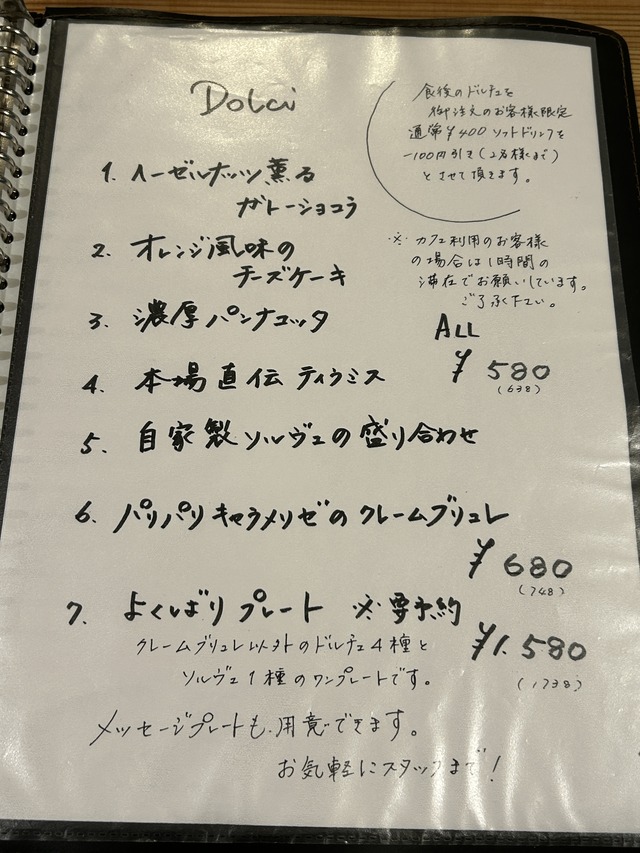 Dolci
食後のドルチェを
御注文のお客様限定
通常¥400 ソフトドリンクを
-100円引き(2名様まで)
とさせて頂きます。
1. ヘーゼルナッツ薫る
ガトーショコラ
※ カフェ利用のお客様
の場合は1時間の
滞在でお願いしています。
ご了承下さい。
2. オレンジ風味の
チーズケーキ
3. 濃厚パンナコッタ
ALL
¥ 580
(638)
4. 本場直伝 ティラミス
5. 自家製ソルヴェの盛り合わせ
6. パリパリキャラメリゼのクレームブリュレ
¥ 680
(748)
7. よくばりプレート ※要予約
¥1.580
(1738)
クレームブリュレ以外のドルチェ4種と
ソルヴェ1種のワンプレートです。
メッセージプレートも用意できます。
お気軽にスタッフまで!